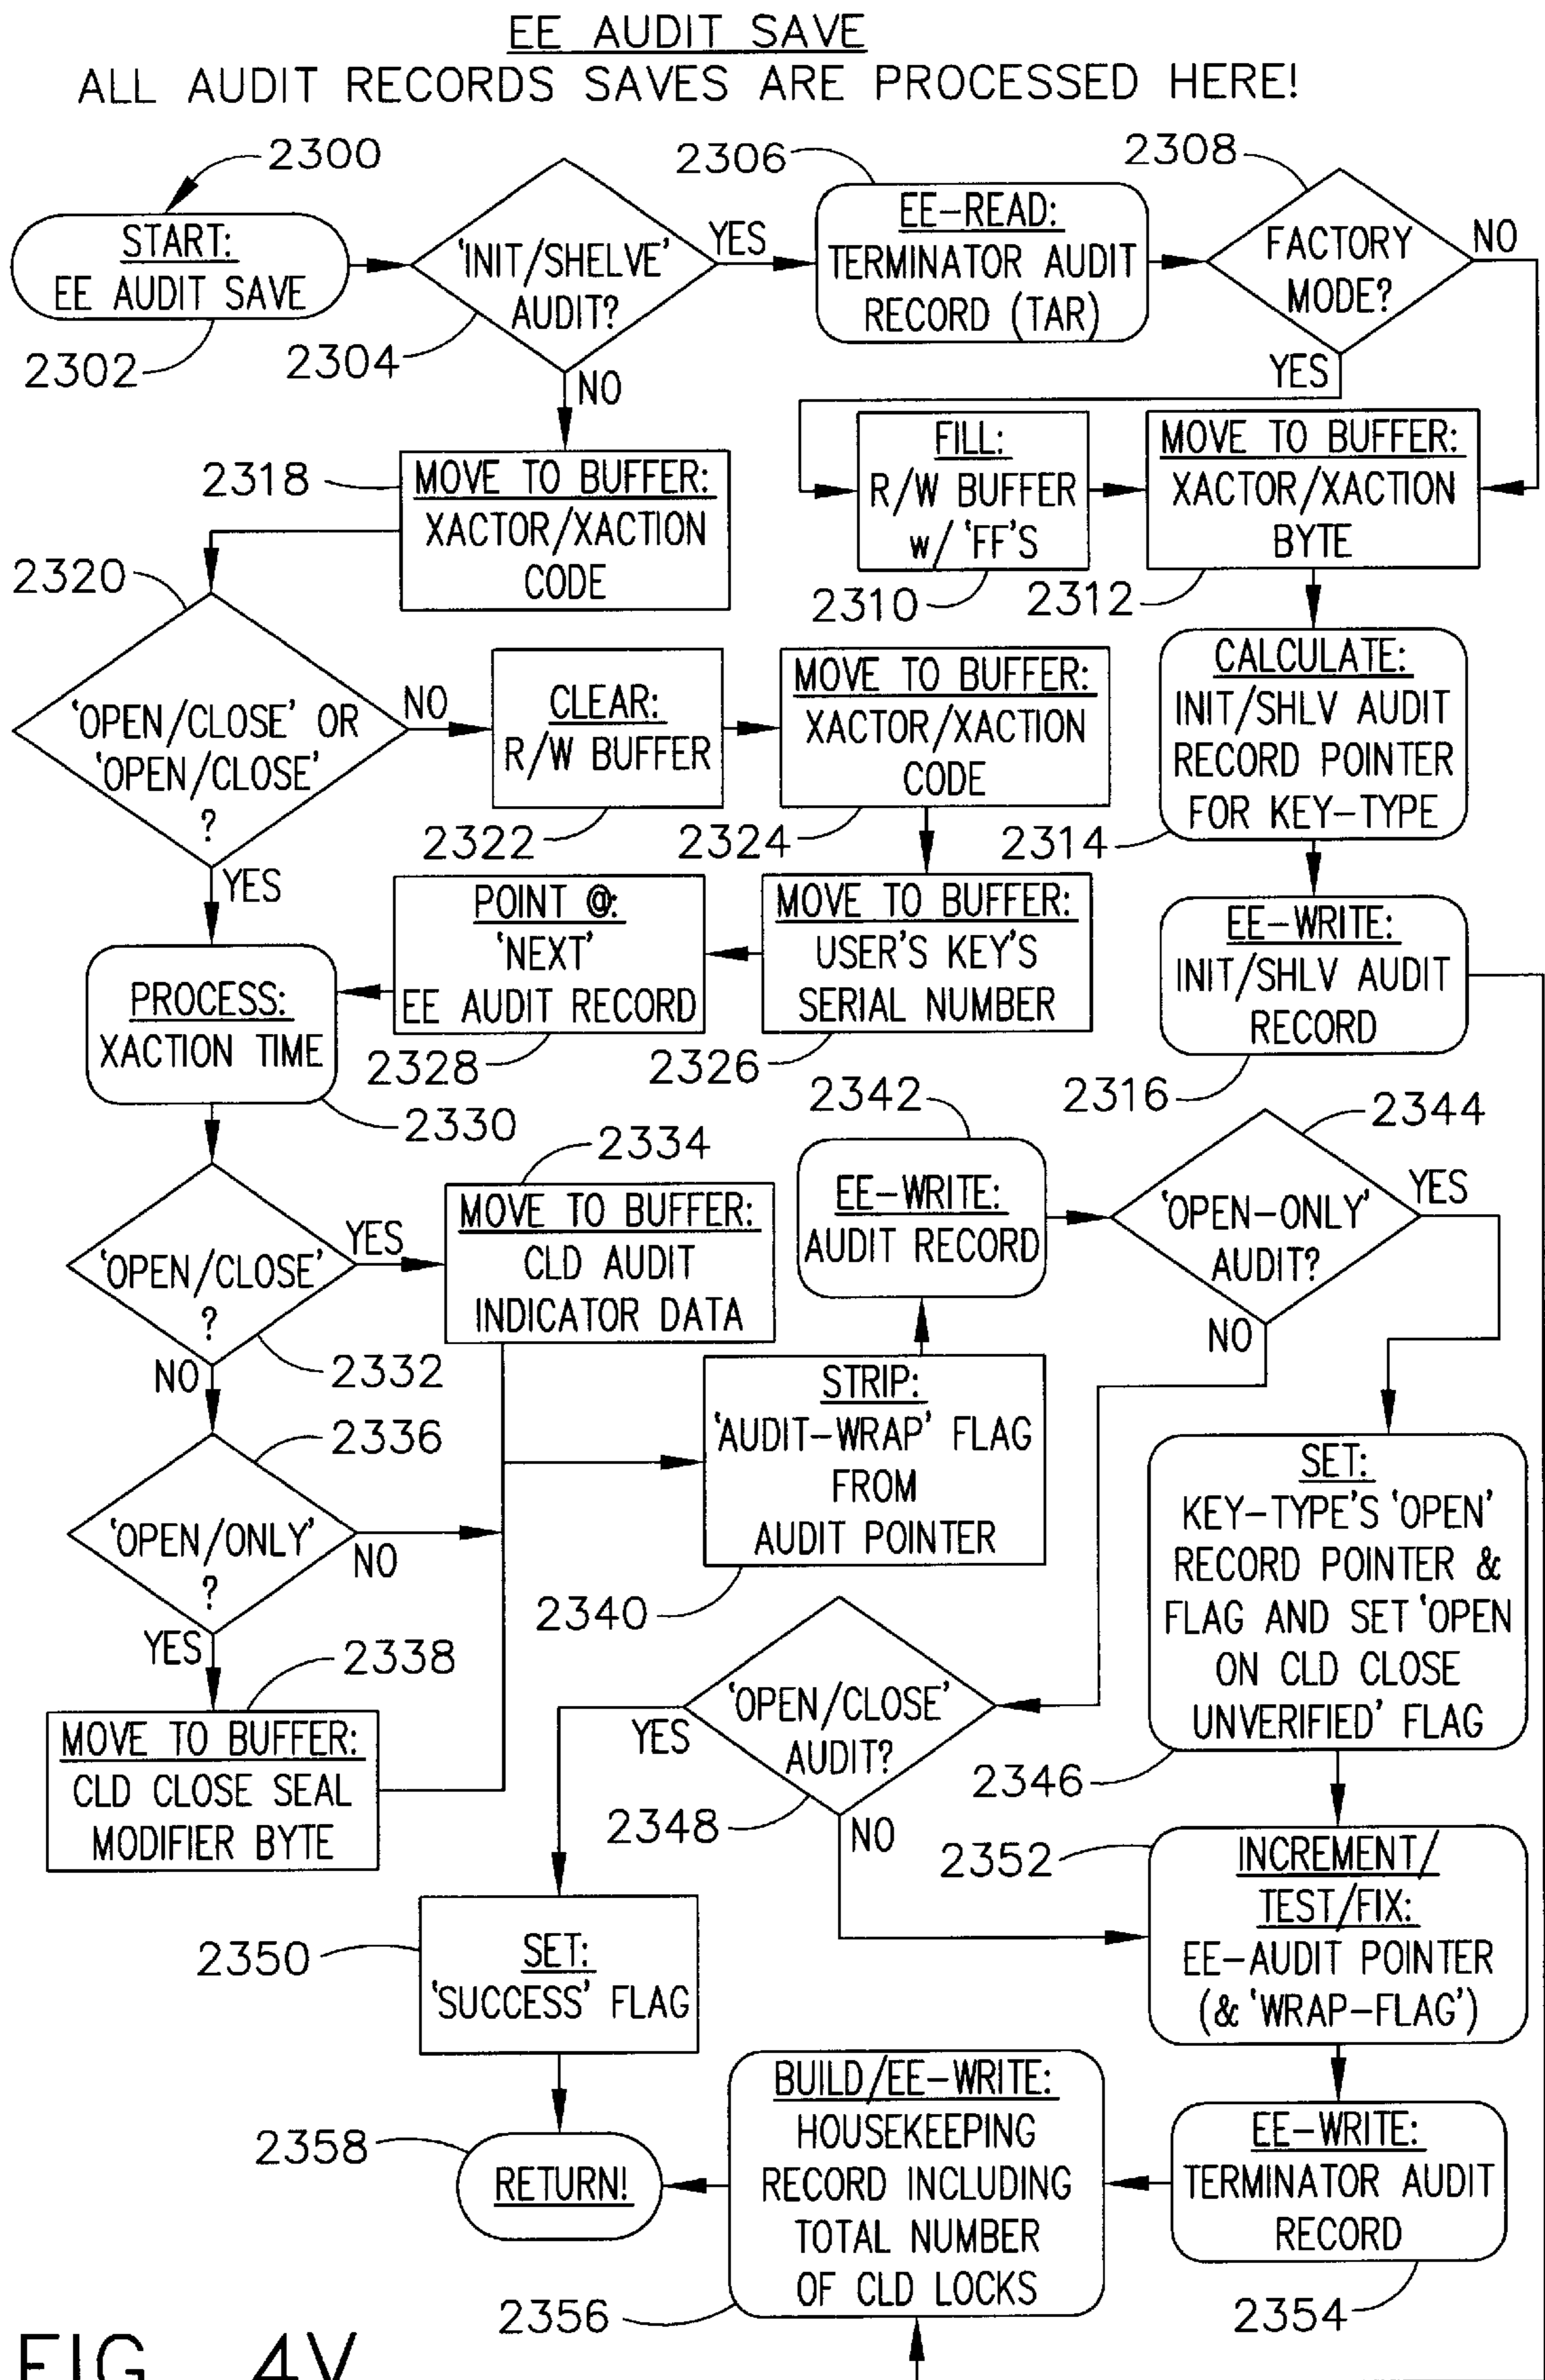 EE AUDIT SAVE
ALL AUDIT RECORDS SAVES ARE PROCESSED HERE!
2300
START:
EE AUDIT SAVE
2302
'INIT/SHELVE'
AUDIT?
2304
YES
NO
2306
EE-READ:
TERMINATOR AUDIT
RECORD (TAR)
2308
FACTORY
MODE?
NO
YES
FILL:
R/W BUFFER
w/ 'FF'S
2310
MOVE TO BUFFER:
XACTOR/XACTION
BYTE
2312
CALCULATE:
INIT/SHLV AUDIT
RECORD POINTER
FOR KEY-TYPE
2314
EE-WRITE:
INIT/SHLV AUDIT
RECORD
2316
2318
MOVE TO BUFFER:
XACTOR/XACTION
CODE
2320
'OPEN/CLOSE' OR
'OPEN/CLOSE'
?
NO
YES
CLEAR:
R/W BUFFER
2322
MOVE TO BUFFER:
XACTOR/XACTION
CODE
2324
MOVE TO BUFFER:
USER'S KEY'S
SERIAL NUMBER
2326
POINT @:
'NEXT'
EE AUDIT RECORD
2328
PROCESS:
XACTION TIME
2330
'OPEN/CLOSE'
?
2332
YES
NO
2334
MOVE TO BUFFER:
CLD AUDIT
INDICATOR DATA
2336
'OPEN/ONLY'
?
NO
YES
2338
MOVE TO BUFFER:
CLD CLOSE SEAL
MODIFIER BYTE
STRIP:
'AUDIT-WRAP' FLAG
FROM
AUDIT POINTER
2340
2342
EE-WRITE:
AUDIT RECORD
2344
'OPEN-ONLY'
AUDIT?
YES
NO
SET:
KEY-TYPE'S 'OPEN'
RECORD POINTER &
FLAG AND SET 'OPEN
ON CLD CLOSE
UNVERIFIED' FLAG
2346
'OPEN/CLOSE'
AUDIT?
2348
YES
NO
2350
SET:
'SUCCESS' FLAG
2352
INCREMENT/
TEST/FIX:
EE-AUDIT POINTER
(& 'WRAP-FLAG')
EE-WRITE:
TERMINATOR AUDIT
RECORD
2354
BUILD/EE-WRITE:
HOUSEKEEPING
RECORD INCLUDING
TOTAL NUMBER
OF CLD LOCKS
2356
2358
RETURN!
FIG. 4V